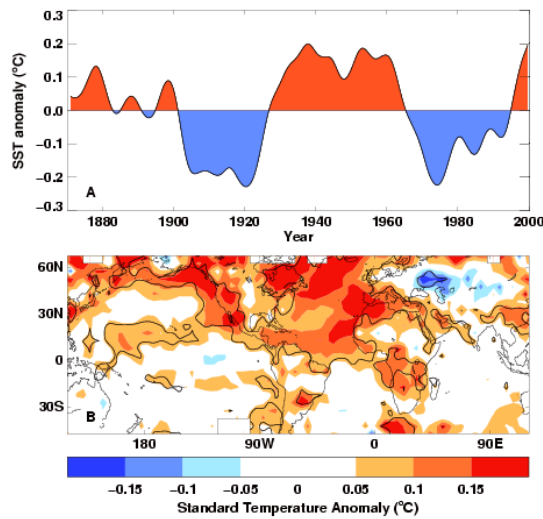 0.3
0.2
0.1
0.0
−0.1
−0.2
−0.3
SST anomaly (°C)
A
1880 1900 1920 1940 1960 1980 2000
Year
60N
30N
0
30S
B
180 90W 0 90E
−0.15 −0.1 −0.05 0 0.05 0.1 0.15
Standard Temperature Anomaly (°C)